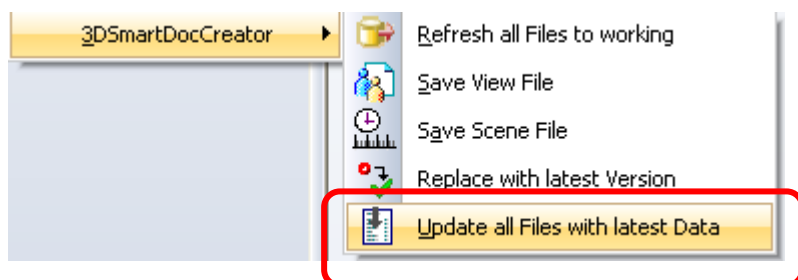 3DSmartDocCreator
Refresh all Files to working
Save View File
Save Scene File
Replace with latest Version
Update all Files with latest Data